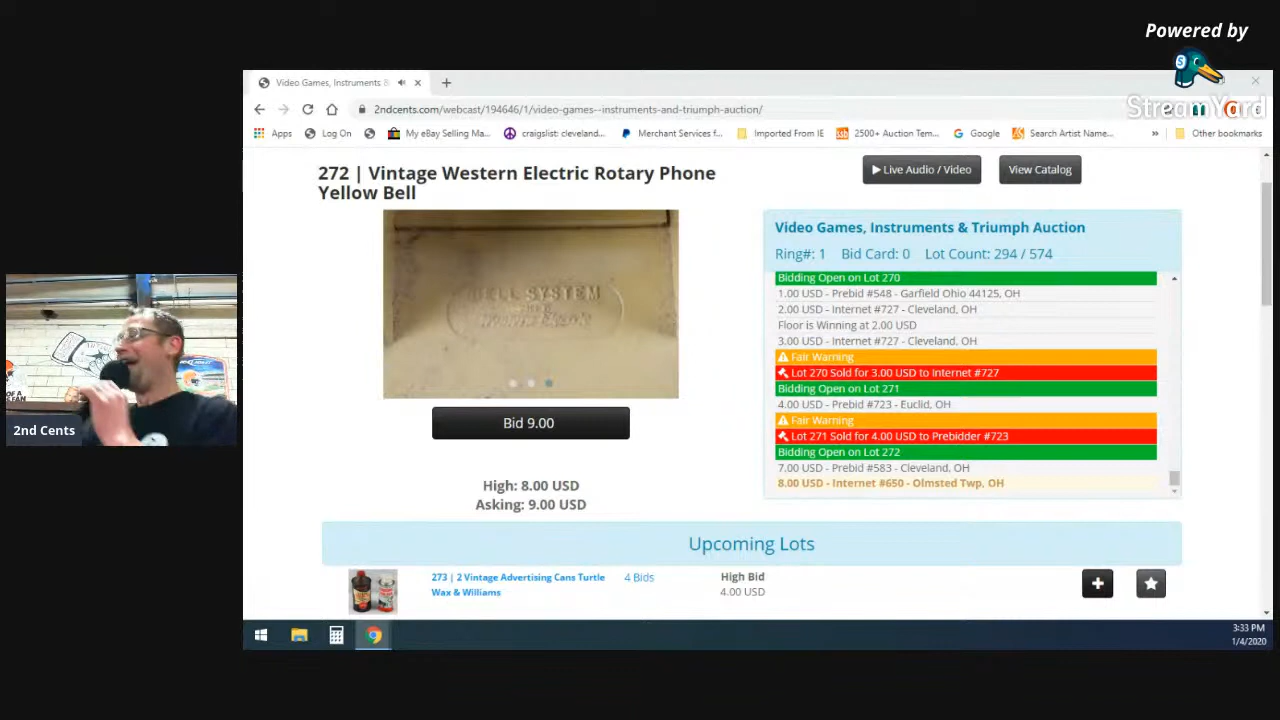 Powered by
StreamYard
Video Games, Instruments &
2ndcents.com/webcast/194646/1/video-games--instruments-and-triumph-auction/
Apps
Log On
My eBay Selling Ma...
craigslist: cleveland...
Merchant Services f...
Imported From IE
2500+ Auction Tem...
Google
Search Artist Name...
»
Other bookmarks
272 | Vintage Western Electric Rotary Phone
Yellow Bell
Live Audio / Video
View Catalog
BELL SYSTEM
Bid 9.00
High: 8.00 USD
Asking: 9.00 USD
Video Games, Instruments & Triumph Auction
Ring#: 1 Bid Card: 0 Lot Count: 294 / 574
Bidding Open on Lot 270
1.00 USD - Prebid #548 - Garfield Ohio 44125, OH
2.00 USD - Internet #727 - Cleveland, OH
Floor is Winning at 2.00 USD
3.00 USD - Internet #727 - Cleveland, OH
Fair Warning
Lot 270 Sold for 3.00 USD to Internet #727
Bidding Open on Lot 271
4.00 USD - Prebid #723 - Euclid, OH
Fair Warning
Lot 271 Sold for 4.00 USD to Prebidder #723
Bidding Open on Lot 272
7.00 USD - Prebid #583 - Cleveland, OH
8.00 USD - Internet #650 - Olmsted Twp, OH
2nd Cents
Upcoming Lots
273 | 2 Vintage Advertising Cans Turtle
Wax & Williams
4 Bids
High Bid
4.00 USD
3:33 PM
1/4/2020